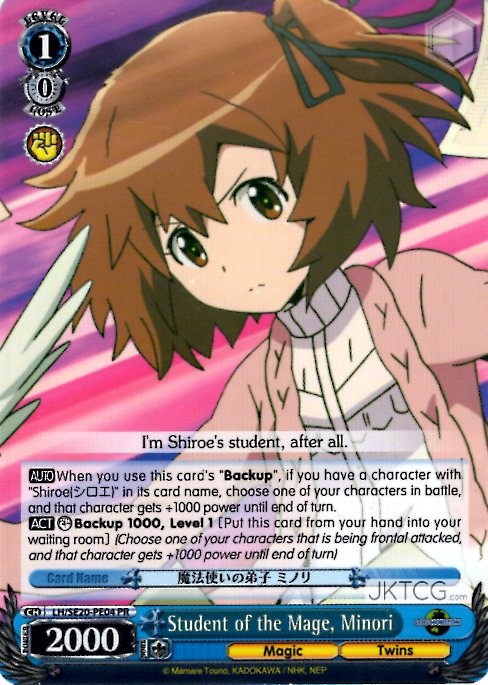 LEVEL
1
0
COST
I'm Shiroe's student, after all.
AUTO When you use this card's "Backup", if you have a character with
"Shiroe(シロエ)" in its card name, choose one of your characters in battle,
and that character gets +1000 power until end of turn.
ACT Backup 1000, Level 1 [Put this card from your hand into your
waiting room] (Choose one of your characters that is being frontal attacked,
and that character gets +1000 power until end of turn)
Card Name
魔法使いの弟子 ミノリ
JKTCG.com
LH/SE20-PE04 PR
POWER
2000
SOUL
Student of the Mage, Minori
Magic
Twins
© Mamare Touno, KADOKAWA / NHK, NEP